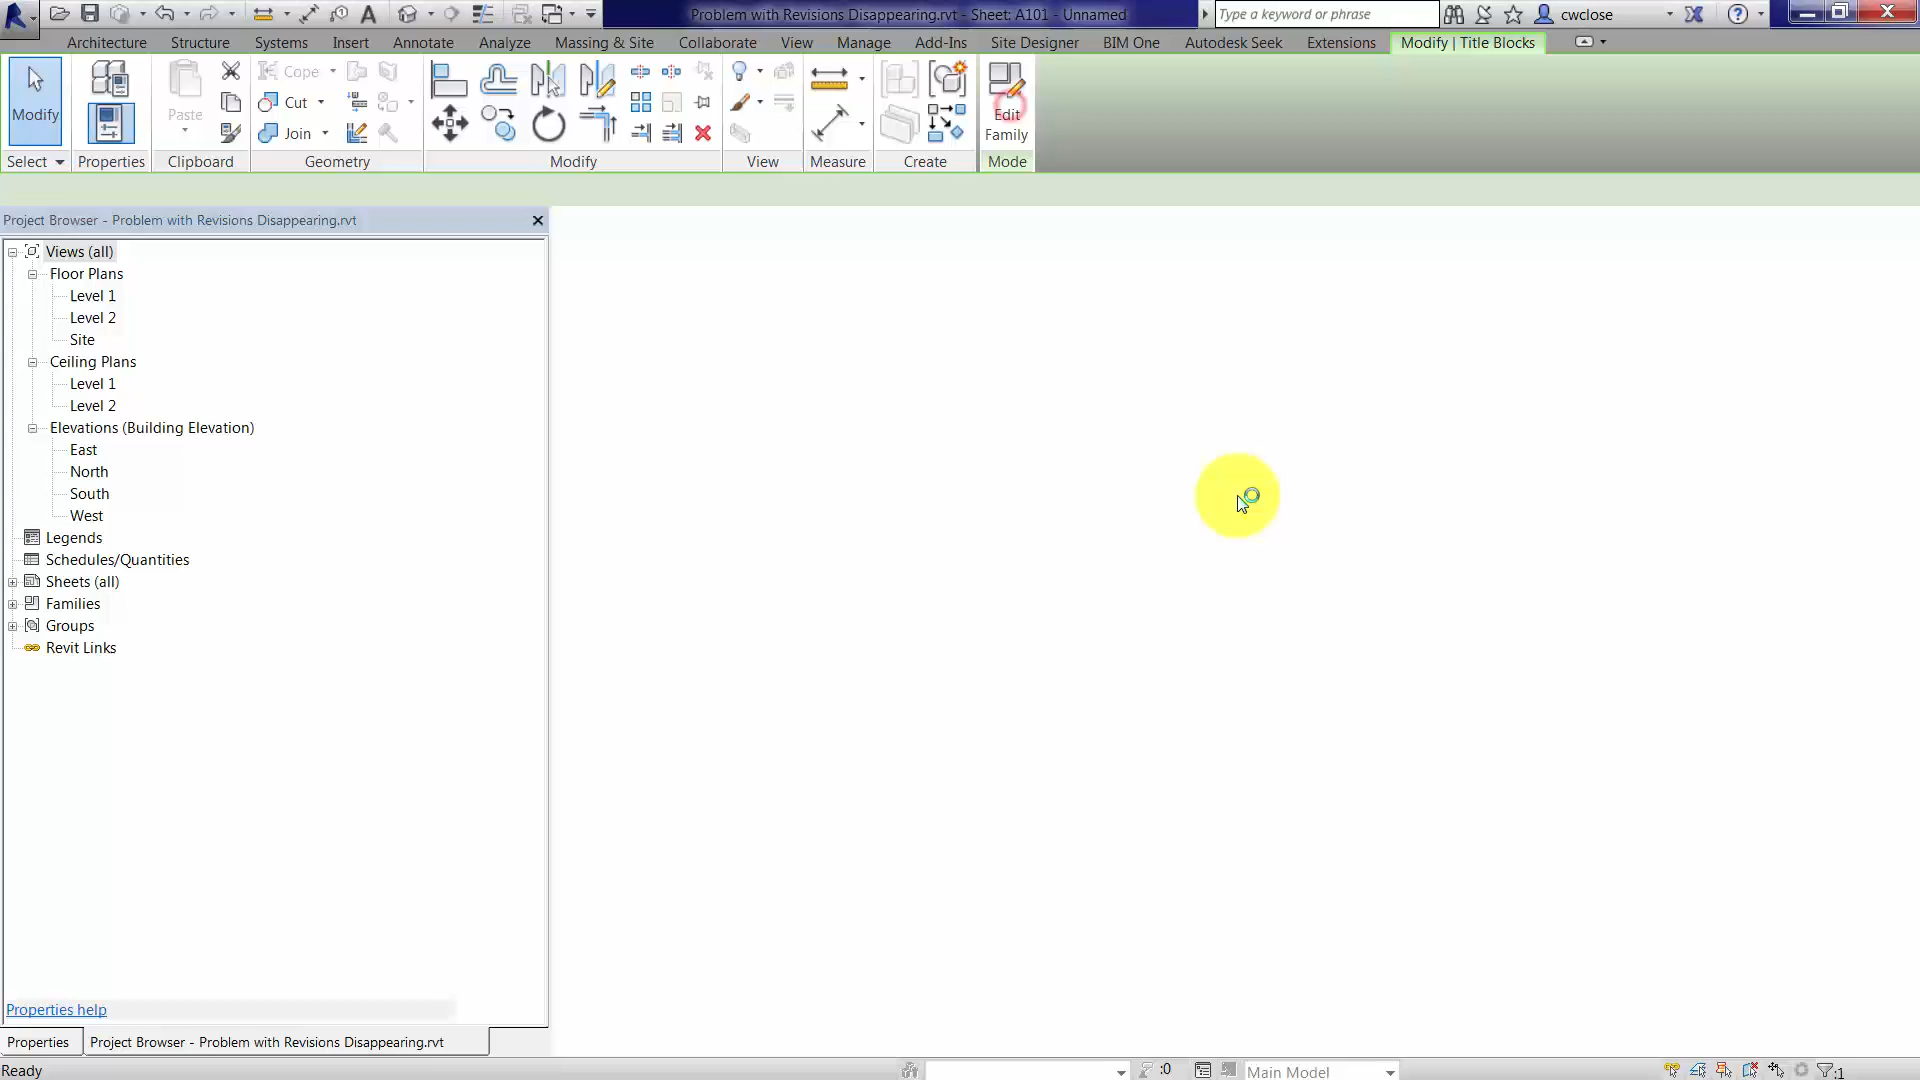 Problem with Revisions Disappearing.rvt - Sheet: A101 - Unnamed
Type a keyword or phrase
cwclose
Architecture
Structure
Systems
Insert
Annotate
Analyze
Massing & Site
Collaborate
View
Manage
Add-Ins
Site Designer
BIM One
Autodesk Seek
Extensions
Modify | Title Blocks
Modify
Paste
Cope
Cut
Join
Edit
Family
Select
Properties
Clipboard
Geometry
Modify
View
Measure
Create
Mode
Project Browser - Problem with Revisions Disappearing.rvt
Views (all)
Floor Plans
Level 1
Level 2
Site
Ceiling Plans
Level 1
Level 2
Elevations (Building Elevation)
East
North
South
West
Legends
Schedules/Quantities
Sheets (all)
Families
Groups
Revit Links
Properties help
Properties
Project Browser - Problem with Revisions Disappearing.rvt
Ready
:0
Main Model
:1